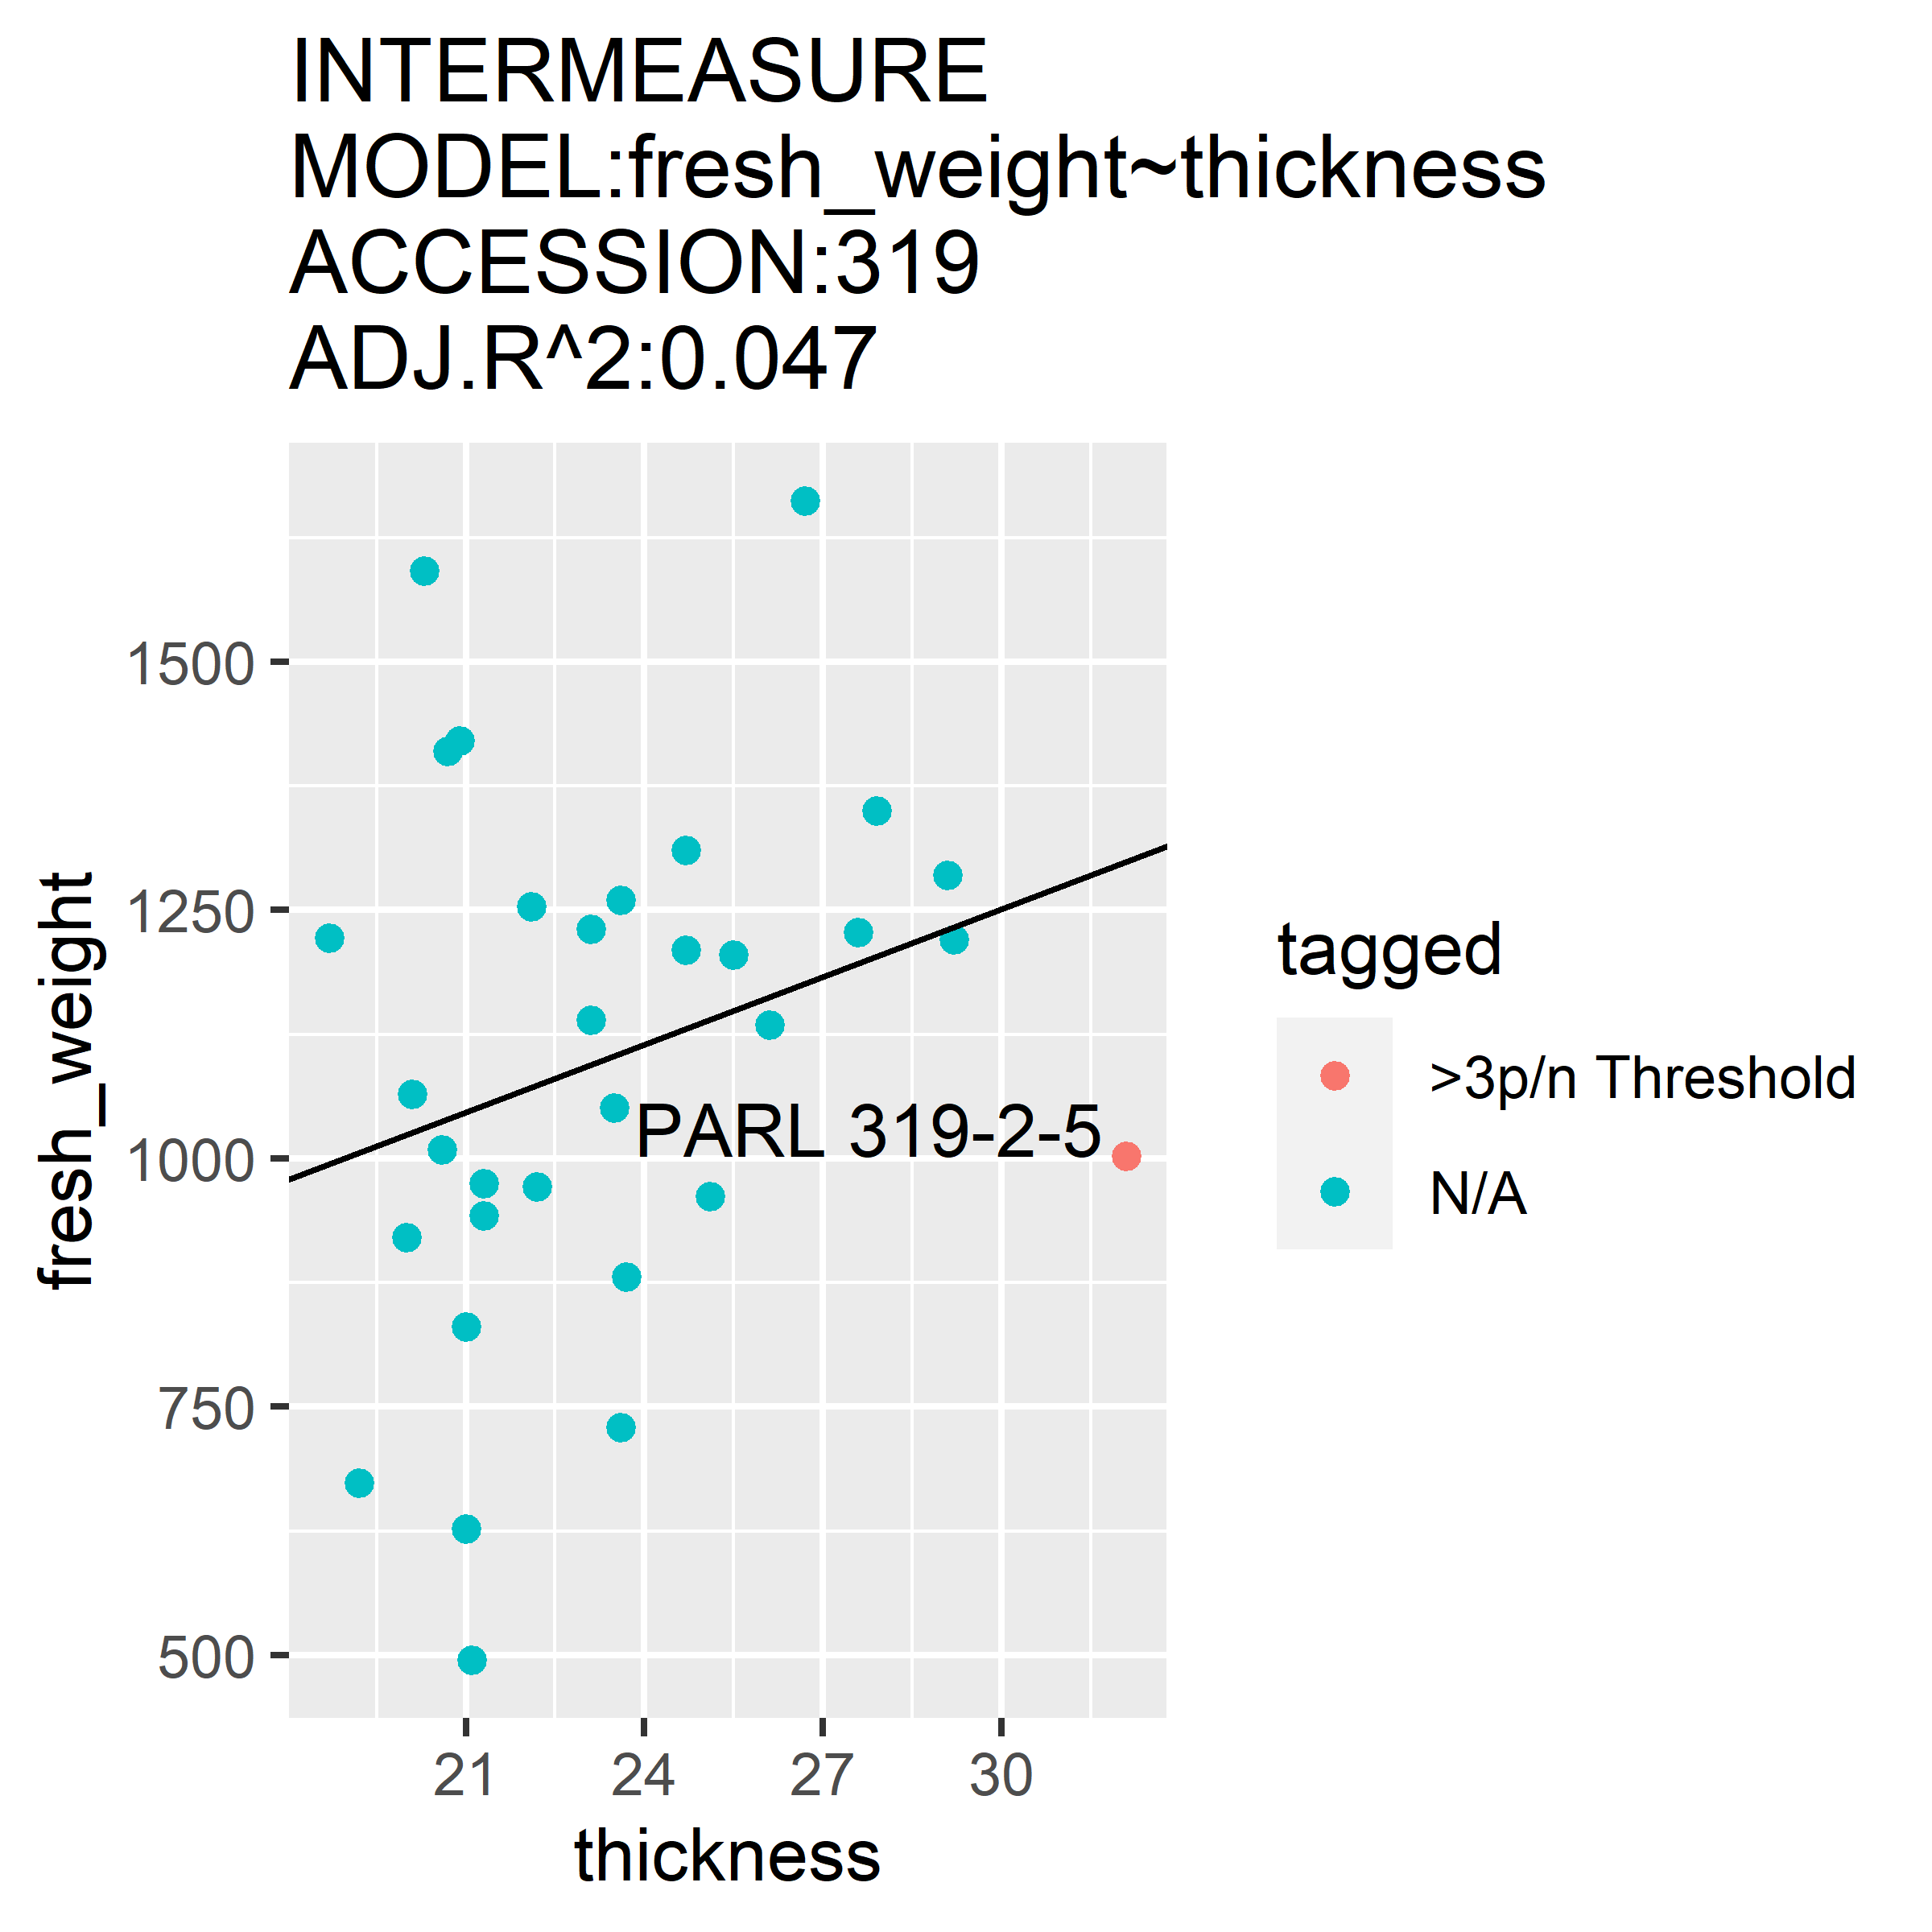 INTERMEASURE
MODEL:fresh_weight~thickness
ACCESSION:319
ADJ.R^2:0.047
1500
1250
1000
750
500
fresh_weight
PARL 319-2-5
21 24 27 30
thickness
tagged
>3p/n Threshold
N/A